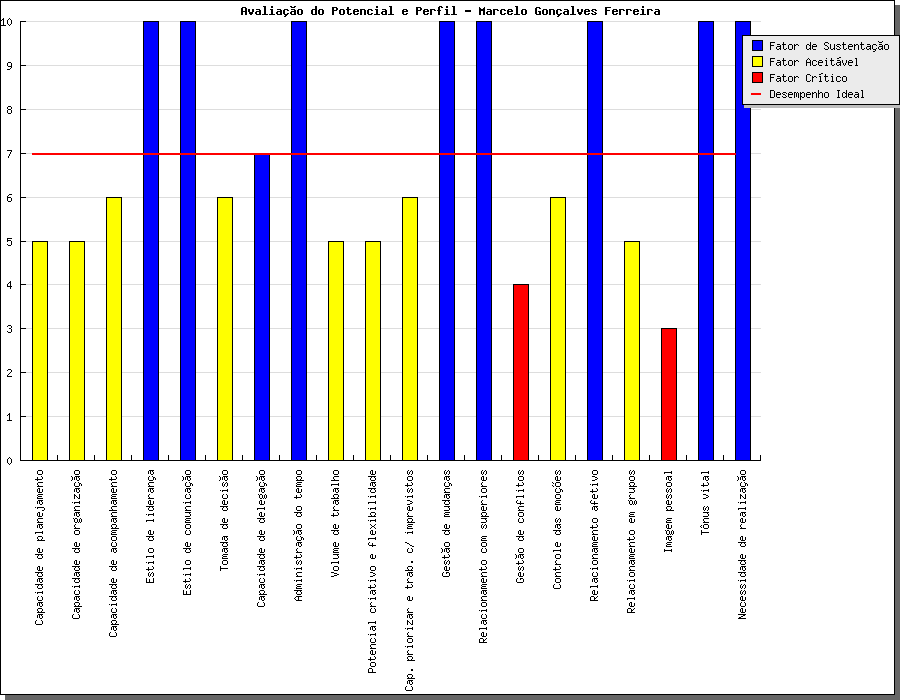 Avaliação do Potencial e Perfil - Marcelo Gonçalves Ferreira
10
9
8
7
6
5
4
3
2
1
0
Fator de Sustentação
Fator Aceitável
Fator Crítico
Desempenho Ideal
Capacidade de planejamento
Capacidade de organização
Capacidade de acompanhamento
Estilo de liderança
Estilo de comunicação
Tomada de decisão
Capacidade de delegação
Administração do tempo
Volume de trabalho
Potencial criativo e flexibilidade
Cap. priorizar e trab. c/ imprevistos
Gestão de mudanças
Relacionamento com superiores
Gestão de conflitos
Controle das emoções
Relacionamento afetivo
Relacionamento em grupos
Imagem pessoal
Tônus vital
Necessidade de realização